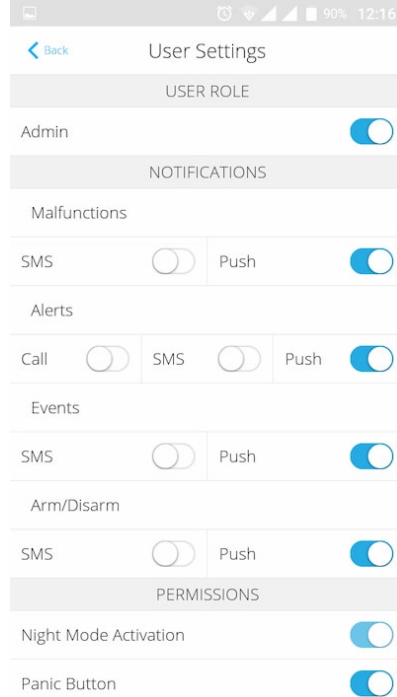 90% 12:16
Back User Settings
USER ROLE
Admin
NOTIFICATIONS
Malfunctions
SMS Push
Alerts
Call SMS Push
Events
SMS Push
Arm/Disarm
SMS Push
PERMISSIONS
Night Mode Activation
Panic Button